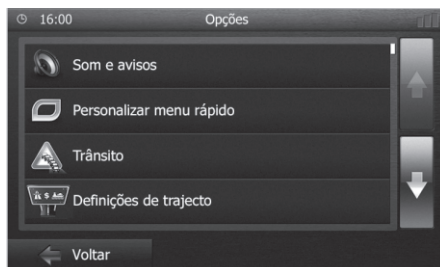 16:00 Opções
Som e avisos
Personalizar menu rápido
Trânsito
Definições de trajecto
Voltar